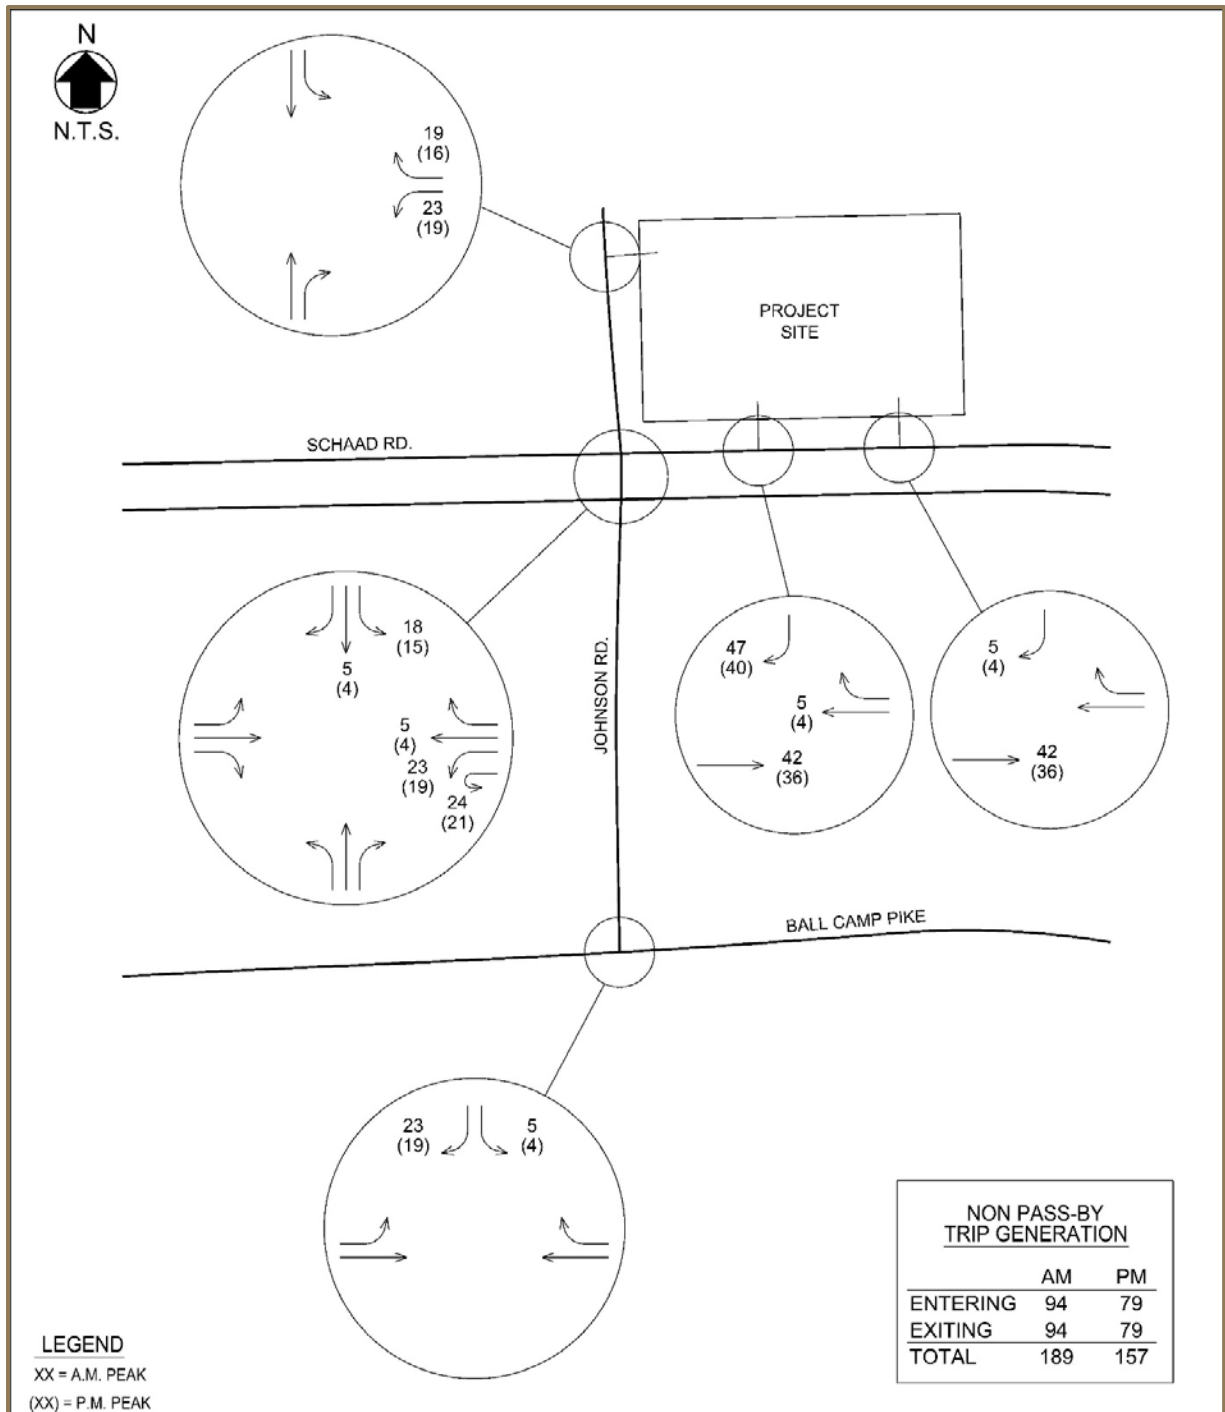 N
N.T.S.
19
(16)
23
(19)
PROJECT
SITE
SCHAAD RD.
18
(15)
5
(4)
5
(4)
23
(19)
24
(21)
JOHNSON RD.
47
(40)
5
(4)
42
(36)
5
(4)
42
(36)
BALL CAMP PIKE
23
(19)
5
(4)
NON PASS-BY
TRIP GENERATION
AM PM
ENTERING 94 79
EXITING 94 79
TOTAL 189 157
LEGEND
XX = A.M. PEAK
(XX) = P.M. PEAK